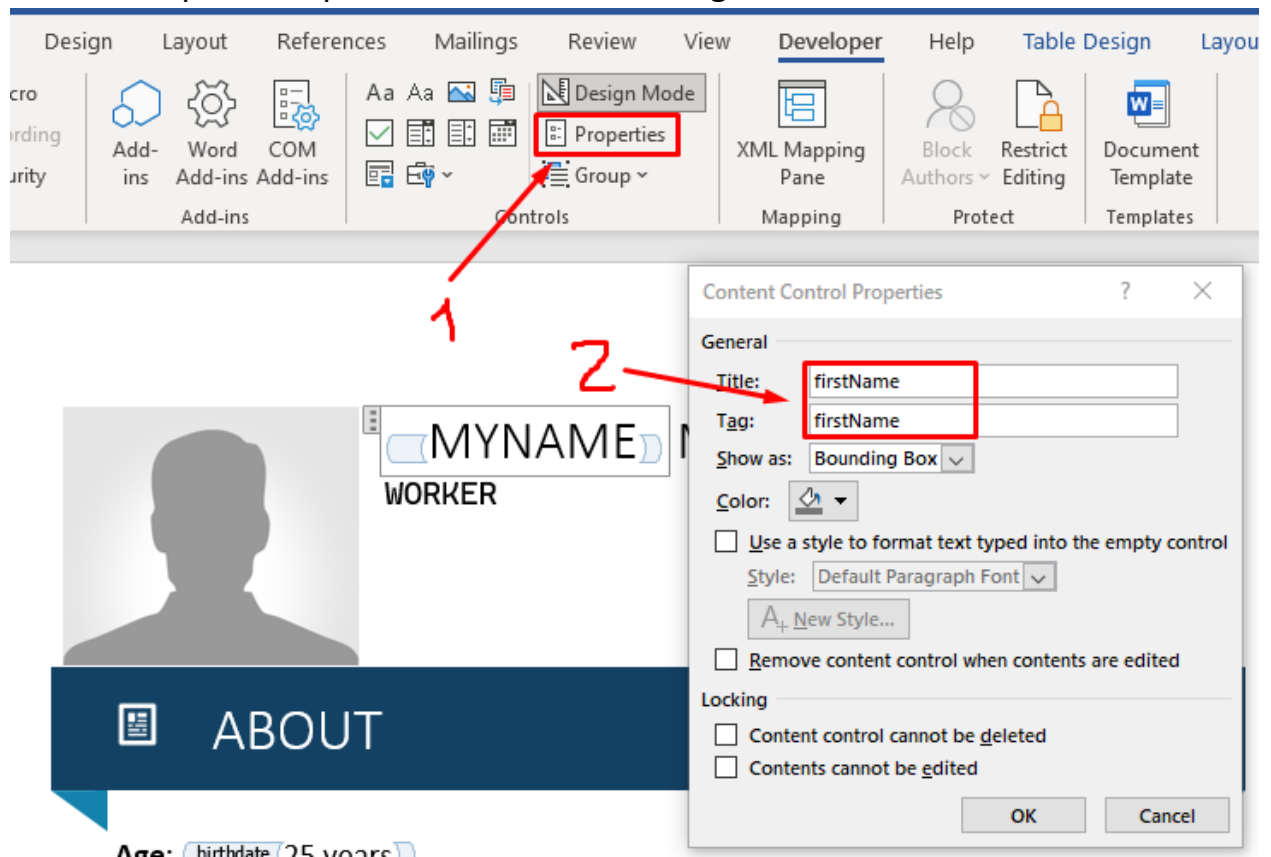 Design Layout References Mailings Review View Developer Help Table Design Layou
cro
ording
urity
Add-
ins
Word
Add-ins
COM
Add-ins
Add-ins
Aa Aa
Design Mode
Properties
Group
Controls
XML Mapping
Pane
Mapping
Block
Authors
Restrict
Editing
Protect
Document
Template
Templates
1
2
Content Control Properties ? ×
General
Title: firstName
Tag: firstName
Show as: Bounding Box
Color:
Use a style to format text typed into the empty control
Style: Default Paragraph Font
A+ New Style...
Remove content control when contents are edited
Locking
Content control cannot be deleted
Contents cannot be edited
OK Cancel
MYNAME
WORKER
ABOUT
Age: birthdate 25 years